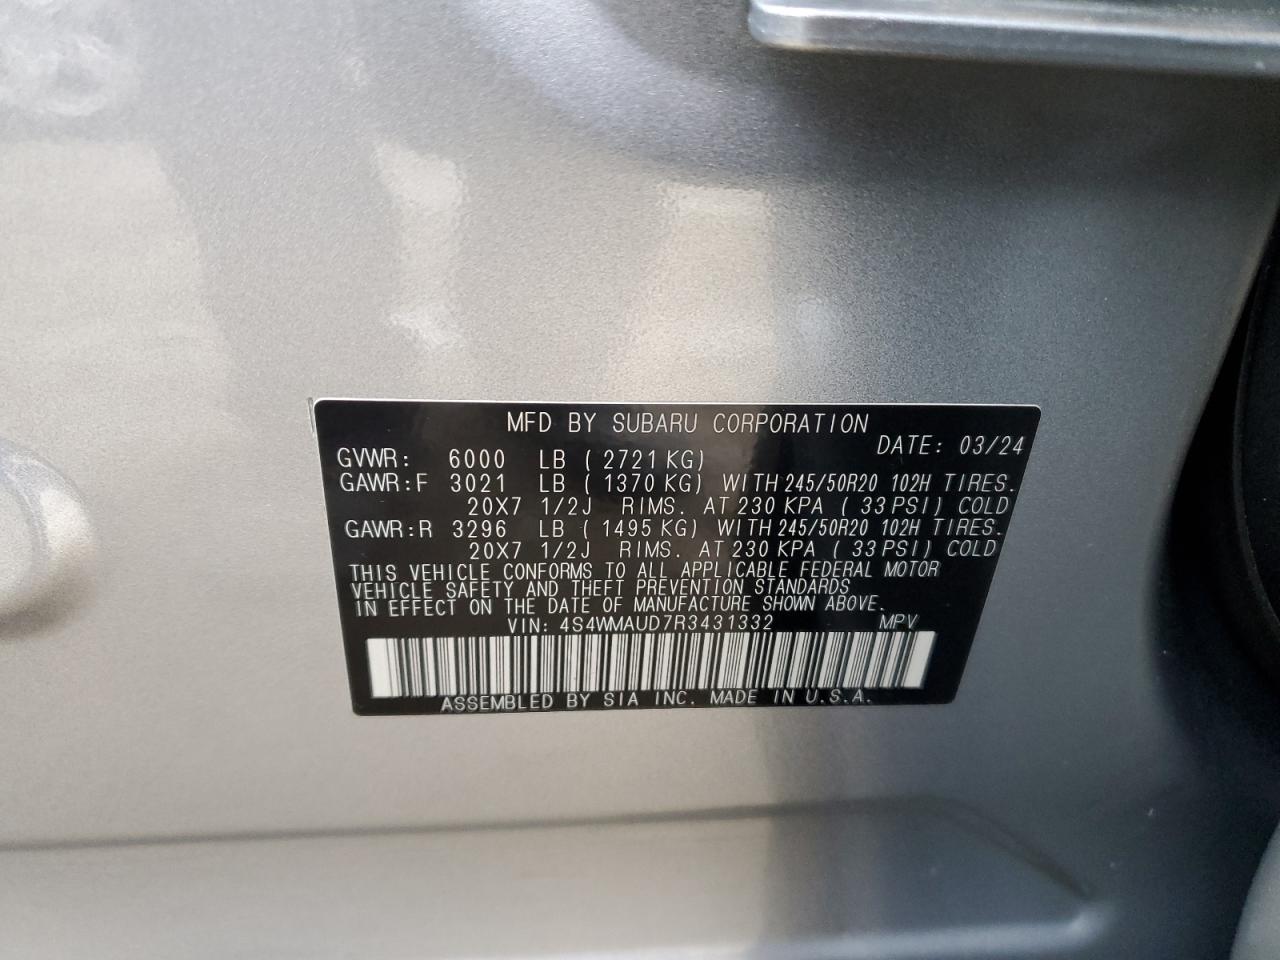 MFD BY SUBARU CORPORATION
DATE: 03/24
GVWR: 6000 LB (2721KG)
GAWR:F 3021 LB (1370 KG) WITH 245/50R20 102H TIRES.
20X7 1/2J RIMS. AT 230 KPA (33 PSI) COLD
GAWR:R 3296 LB (1495 KG) WITH 245/50R20 102H TIRES.
20X7 1/2J RIMS. AT 230 KPA (33 PSI) COLD
THIS VEHICLE CONFORMS TO ALL APPLICABLE FEDERAL MOTOR
VEHICLE SAFETY AND THEFT PREVENTION STANDARDS
IN EFFECT ON THE DATE OF MANUFACTURE SHOWN ABOVE.
VIN: 4S4WMAUD7R3431332 MPV
ASSEMBLED BY SIA INC. MADE IN U.S.A.